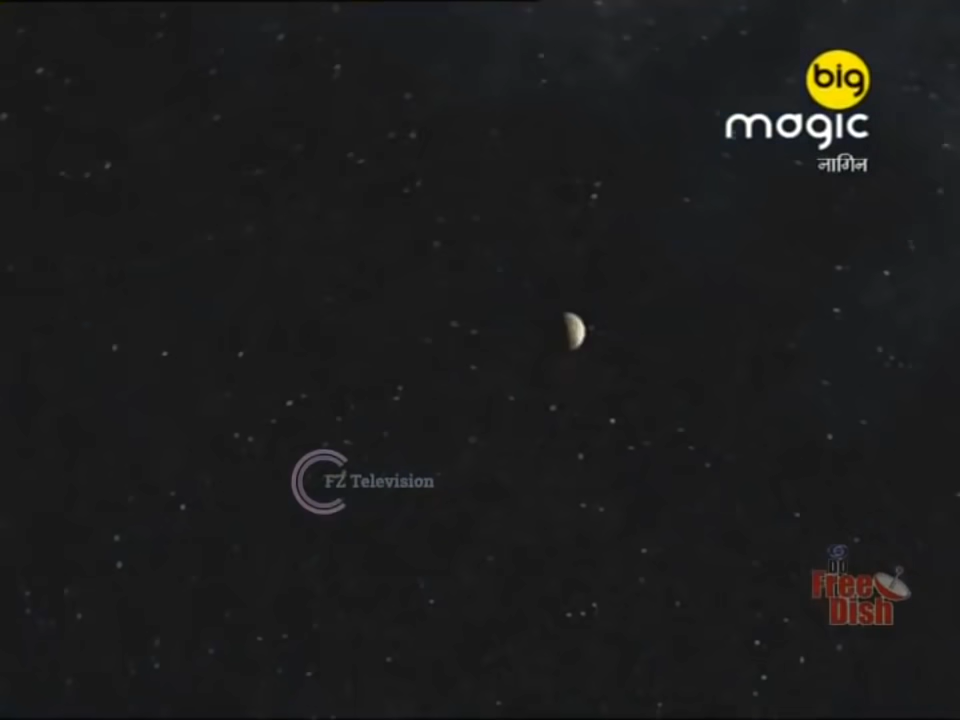 big
magic
नागिन
FZ Television
DD
Free
Dish